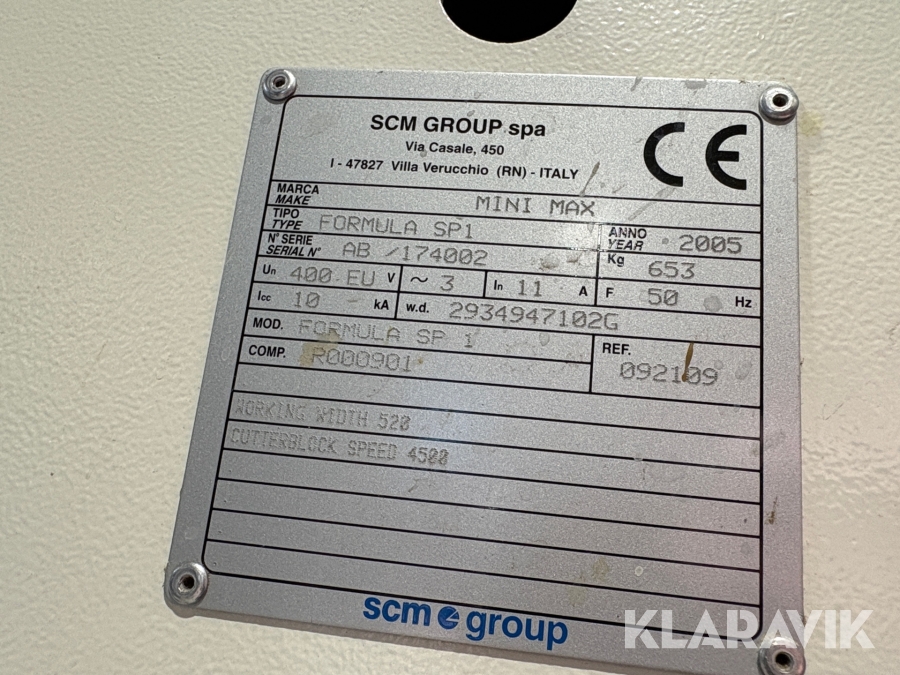 SCM GROUP spa
Via Casale, 450
I - 47827 Villa Verucchio (RN) - ITALY
CE
MARCA
MAKE MINI MAX
TIPO
TYPE FORMULA SP1
ANNO
YEAR 2005
N° SERIE
SERIAL N° AB /174002
Kg 653
Un 400 EU V ~ 3 In 11 A F 50 Hz
Icc 10 kA w.d. 2934947102G
MOD. FORMULA SP 1
REF. 092109
COMP. R000901
WORKING WIDTH 520
CUTTERBLOCK SPEED 4500
scm group
KLARAVIK